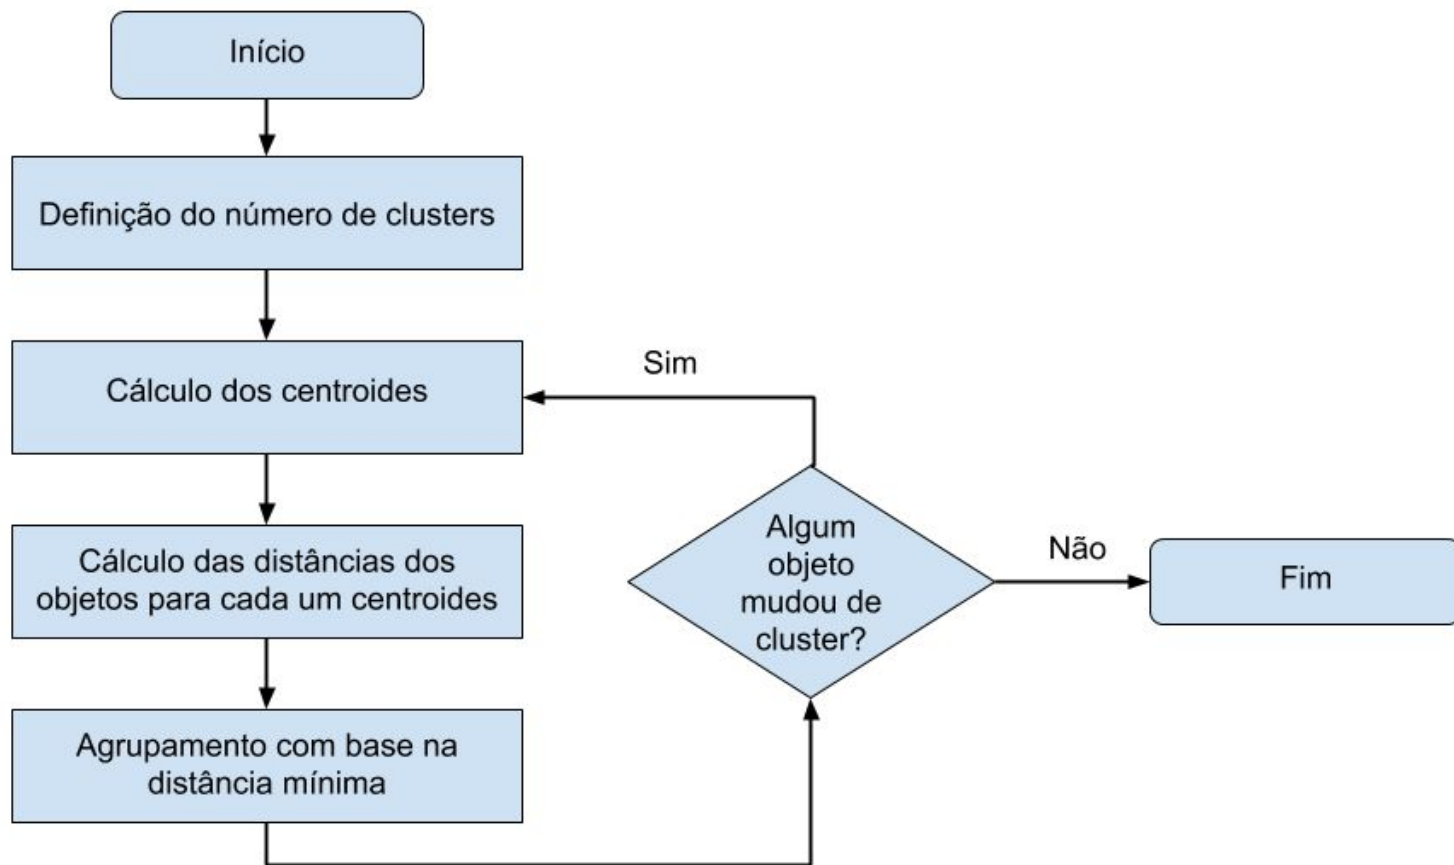 Início
Definição do número de clusters
Cálculo dos centroides
Cálculo das distâncias dos
objetos para cada um centroides
Agrupamento com base na
distância mínima
Sim
Algum
objeto
mudou de
cluster?
Não
Fim